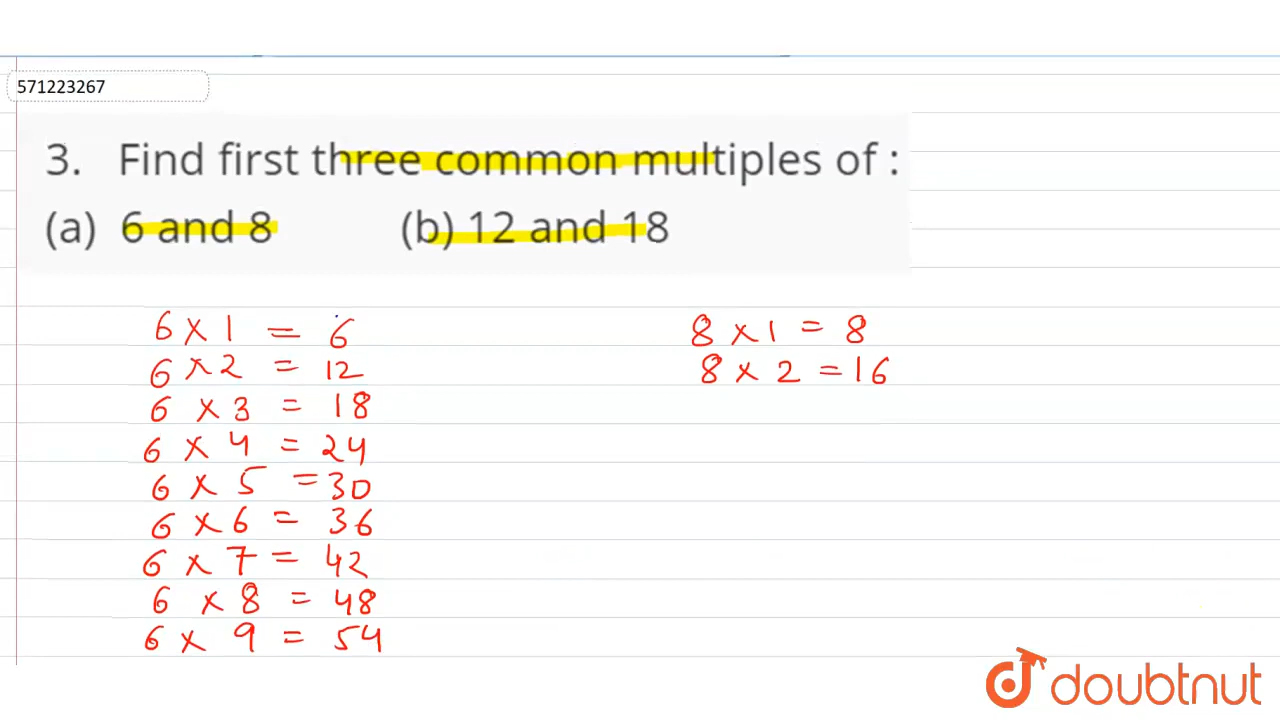 571223267
3. Find first three common multiples of :
(a) 6 and 8 (b) 12 and 18
6 × 1 = 6 8 × 1 = 8
6 × 2 = 12 8 × 2 = 16
6 × 3 = 18
6 × 4 = 24
6 × 5 = 30
6 × 6 = 36
6 × 7 = 42
6 × 8 = 48
6 × 9 = 54
doubtnut